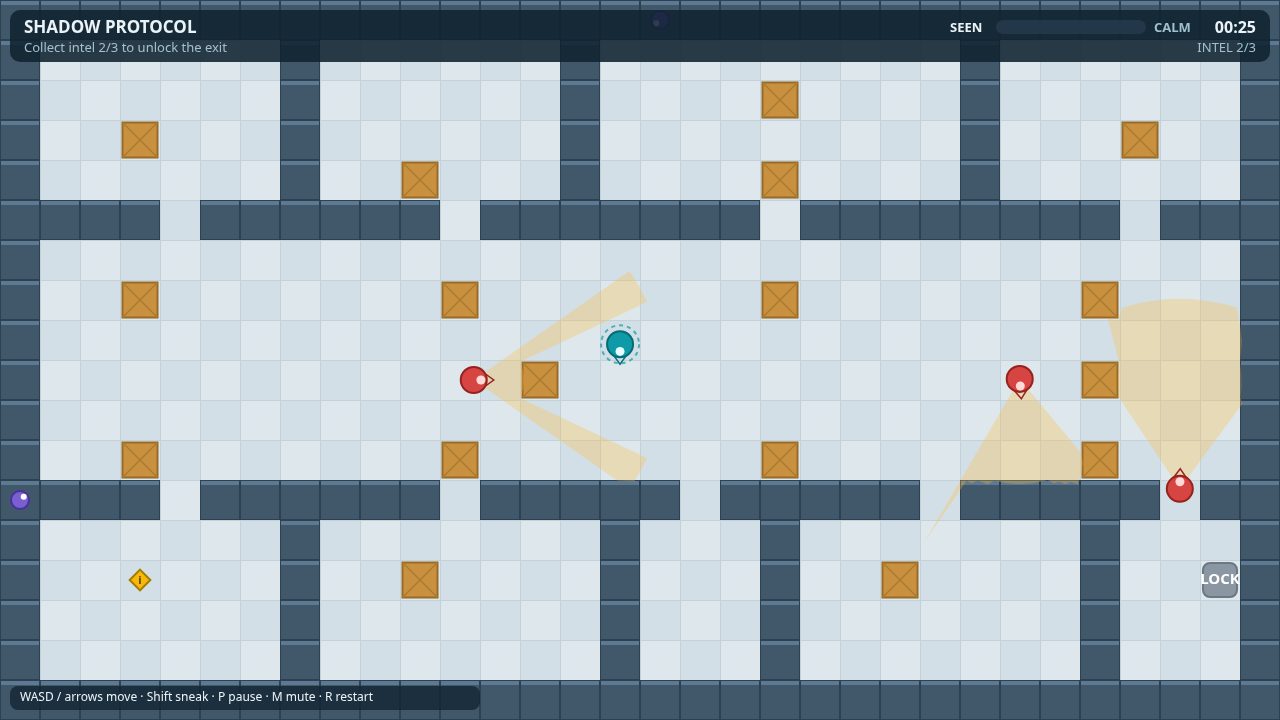 SHADOW PROTOCOL
Collect intel 2/3 to unlock the exit
SEEN CALM 00:25
INTEL 2/3
i
LOCK
WASD / arrows move · Shift sneak · P pause · M mute · R restart